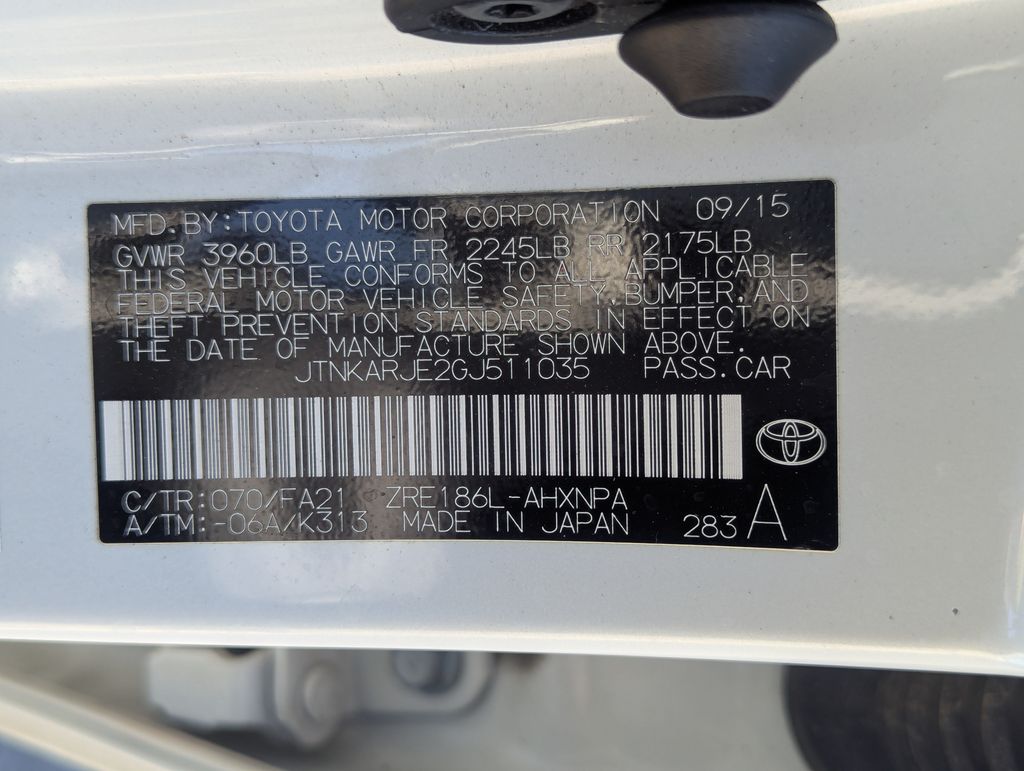 MFD.BY:TOYOTA MOTOR CORPORATION 09/15
GVWR 3960LB GAWR FR 2245LB RR 2175LB
THIS VEHICLE CONFORMS TO ALL APPLICABLE
FEDERAL MOTOR VEHICLE SAFETY,BUMPER,AND
THEFT PREVENTION STANDARDS IN EFFECT ON
THE DATE OF MANUFACTURE SHOWN ABOVE.
JTNKARJE2GJ511035 PASS.CAR
C/TR:070/FA21 ZRE186L-AHXNPA
A/TM:-06A/K313 MADE IN JAPAN 283 A